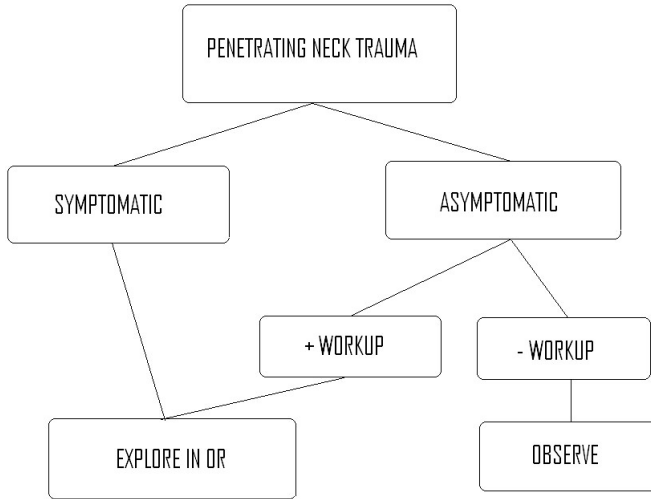 PENETRATING NECK TRAUMA
SYMPTOMATIC
ASYMPTOMATIC
+ WORKUP
- WORKUP
EXPLORE IN OR
OBSERVE